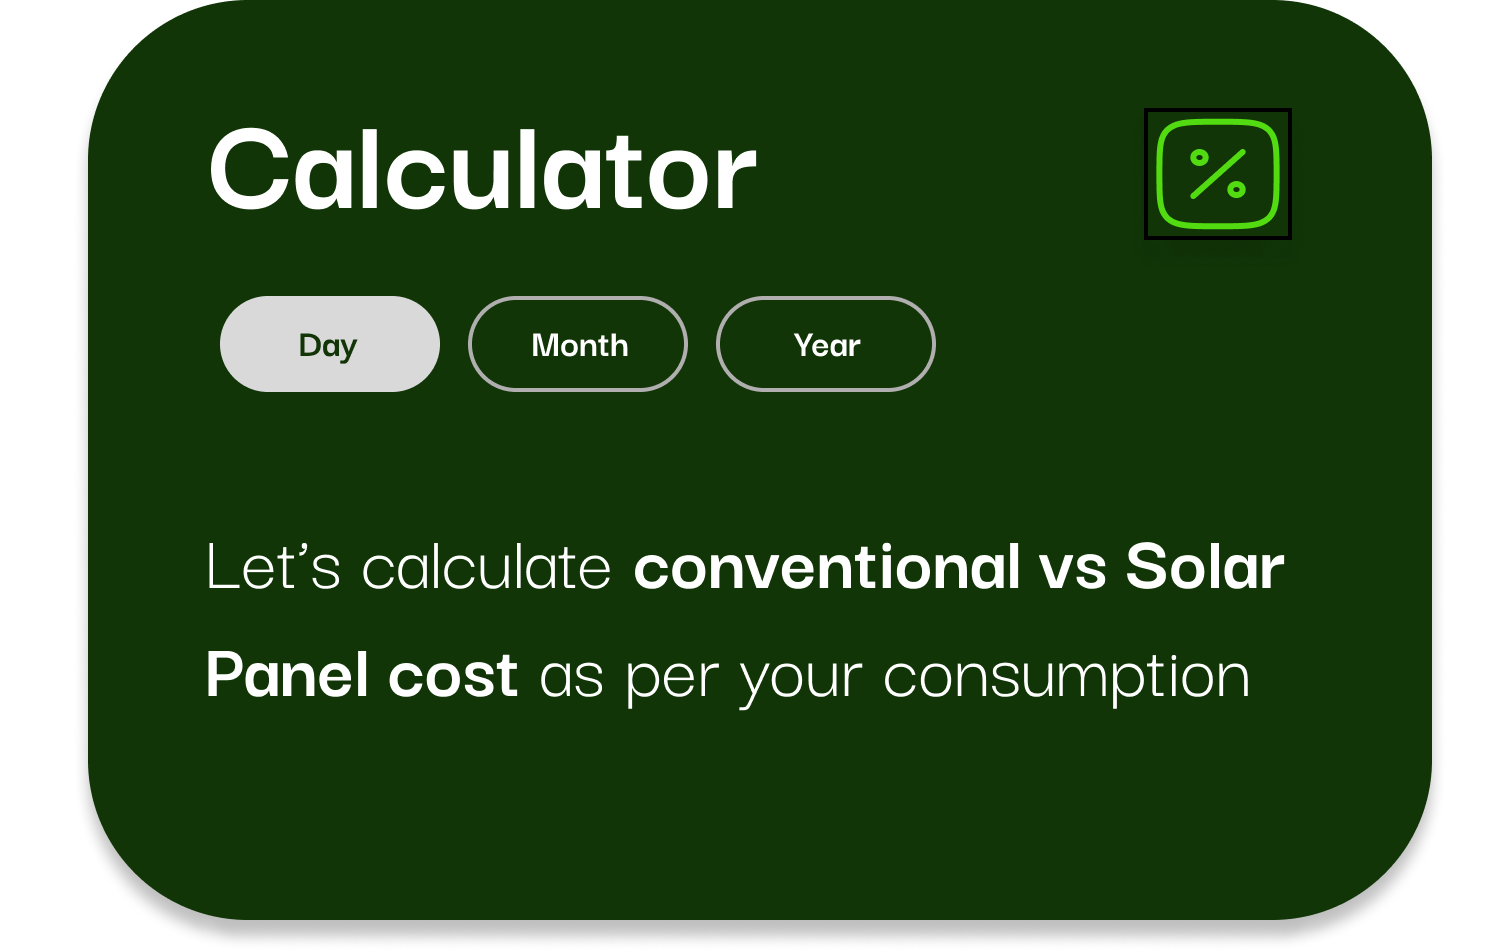 Calculator
Day Month Year
Let’s calculate conventional vs Solar
Panel cost as per your consumption